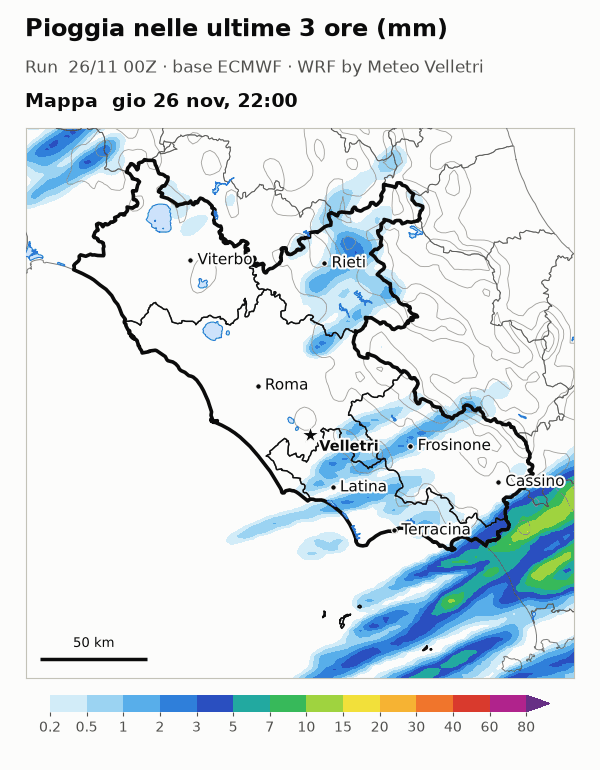 Pioggia nelle ultime 3 ore (mm)
Run  26/11 00Z · base ECMWF · WRF by Meteo Velletri
Mappa  gio 26 nov, 22:00
Viterbo
Rieti
Roma
Velletri
Frosinone
Latina
Cassino
Terracina
50 km
0.2 0.5 1 2 3 5 7 10 15 20 30 40 60 80